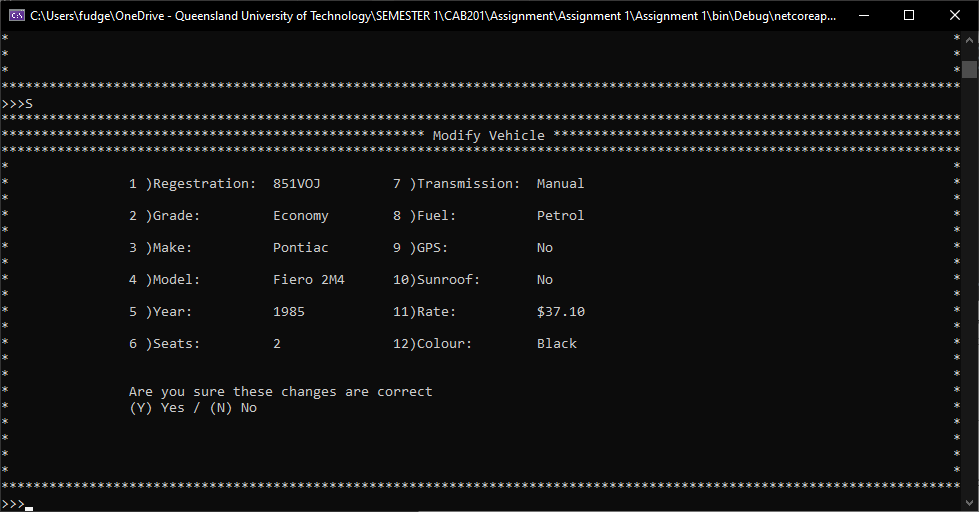 C:\Users\fudge\OneDrive - Queensland University of Technology\SEMESTER 1\CAB201\Assignment\Assignment 1\Assignment 1\bin\Debug\netcoreap...
* *
* *
* *
************************************************************************************************************************
>>>S
************************************************************************************************************************
***************************************************** Modify Vehicle ***************************************************
************************************************************************************************************************
* *
* 1 )Regestration: 851VOJ 7 )Transmission: Manual *
* *
* 2 )Grade: Economy 8 )Fuel: Petrol *
* *
* 3 )Make: Pontiac 9 )GPS: No *
* *
* 4 )Model: Fiero 2M4 10)Sunroof: No *
* *
* 5 )Year: 1985 11)Rate: $37.10 *
* *
* 6 )Seats: 2 12)Colour: Black *
* *
* *
* Are you sure these changes are correct *
* (Y) Yes / (N) No *
* *
* *
* *
* *
************************************************************************************************************************
>>>